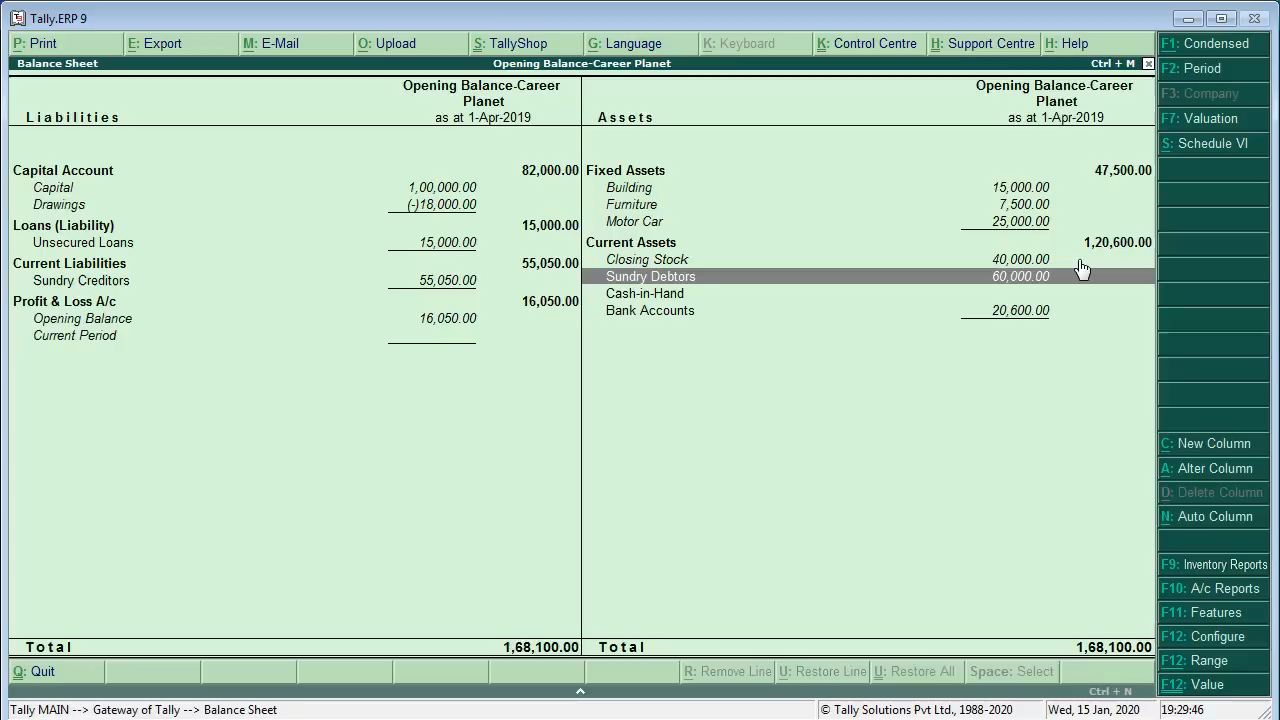 Tally.ERP 9
P: Print E: Export M: E-Mail O: Upload S: TallyShop G: Language K: Keyboard K: Control Centre H: Support Centre H: Help
Balance Sheet Opening Balance-Career Planet Ctrl + M
Liabilities
Opening Balance-Career
Planet
as at 1-Apr-2019
Capital Account 82,000.00
Capital 1,00,000.00
Drawings (-)18,000.00
Loans (Liability) 15,000.00
Unsecured Loans 15,000.00
Current Liabilities 55,050.00
Sundry Creditors 55,050.00
Profit & Loss A/c 16,050.00
Opening Balance 16,050.00
Current Period
Total 1,68,100.00
Assets
Opening Balance-Career
Planet
as at 1-Apr-2019
Fixed Assets 47,500.00
Building 15,000.00
Furniture 7,500.00
Motor Car 25,000.00
Current Assets 1,20,600.00
Closing Stock 40,000.00
Sundry Debtors 60,000.00
Cash-in-Hand
Bank Accounts 20,600.00
Total 1,68,100.00
F1: Condensed
F2: Period
F3: Company
F7: Valuation
S: Schedule VI
C: New Column
A: Alter Column
D: Delete Column
N: Auto Column
F9: Inventory Reports
F10: A/c Reports
F11: Features
F12: Configure
F12: Range
F12: Value
Q: Quit R: Remove Line U: Restore Line U: Restore All Space: Select
Ctrl + N
Tally MAIN --> Gateway of Tally --> Balance Sheet © Tally Solutions Pvt Ltd., 1988-2020 Wed, 15 Jan, 2020 19:29:46